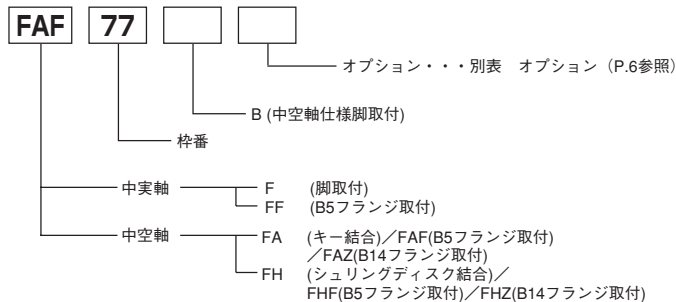 FAF 77
オプション・・・別表 オプション（P.6参照）
B (中空軸仕様脚取付)
枠番
中実軸 F (脚取付)
FF (B5フランジ取付)
中空軸 FA (キー結合)／FAF(B5フランジ取付)
／FAZ(B14フランジ取付)
FH (シュリングディスク結合)／
FHF(B5フランジ取付)／FHZ(B14フランジ取付)